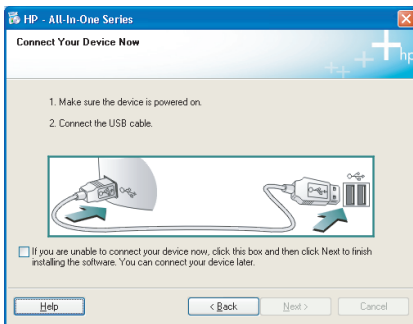 HP - All-In-One Series
Connect Your Device Now
hp
1. Make sure the device is powered on.
2. Connect the USB cable.
If you are unable to connect your device now, click this box and then click Next to finish
installing the software. You can connect your device later.
Help
< Back
Next >
Cancel